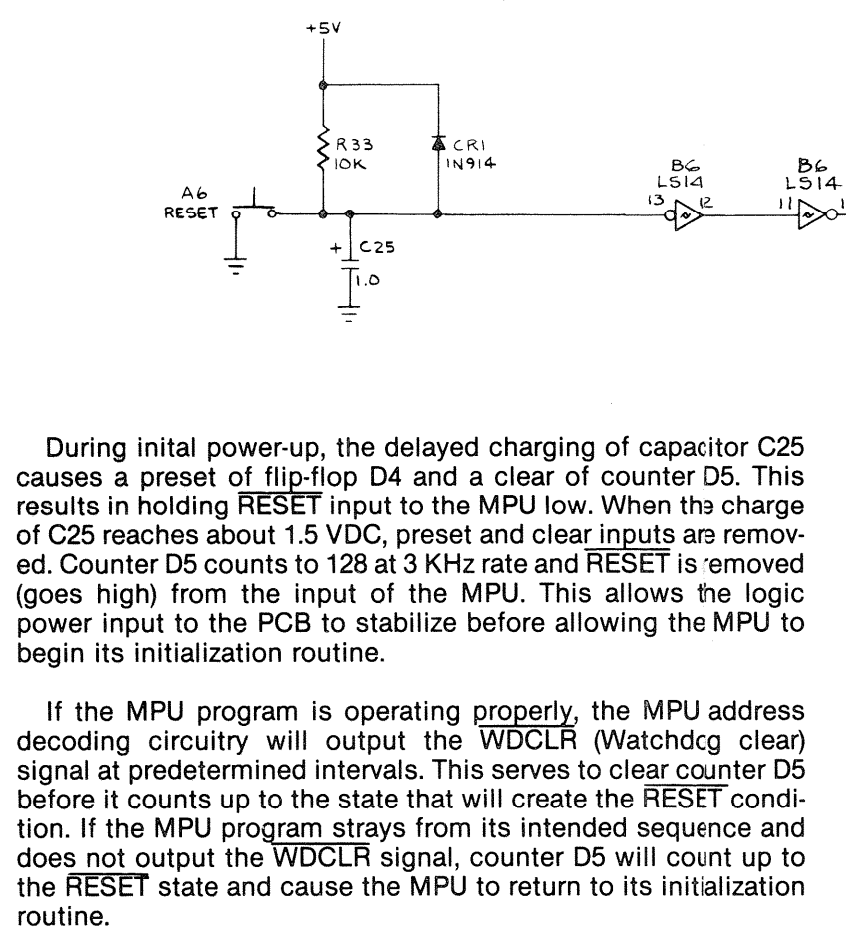 +5V
R33
10K
CR1
1N914
A6
RESET
+ C25
1.0
B6
LS14
13 12
B6
LS14
11 1
During inital power-up, the delayed charging of capacitor C25
causes a preset of flip-flop D4 and a clear of counter D5. This
results in holding RESET input to the MPU low. When the charge
of C25 reaches about 1.5 VDC, preset and clear inputs are remov-
ed. Counter D5 counts to 128 at 3 KHz rate and RESET is removed
(goes high) from the input of the MPU. This allows the logic
power input to the PCB to stabilize before allowing the MPU to
begin its initialization routine.
If the MPU program is operating properly, the MPU address
decoding circuitry will output the WDCLR (Watchdog clear)
signal at predetermined intervals. This serves to clear counter D5
before it counts up to the state that will create the RESET condi-
tion. If the MPU program strays from its intended sequence and
does not output the WDCLR signal, counter D5 will count up to
the RESET state and cause the MPU to return to its initialization
routine.